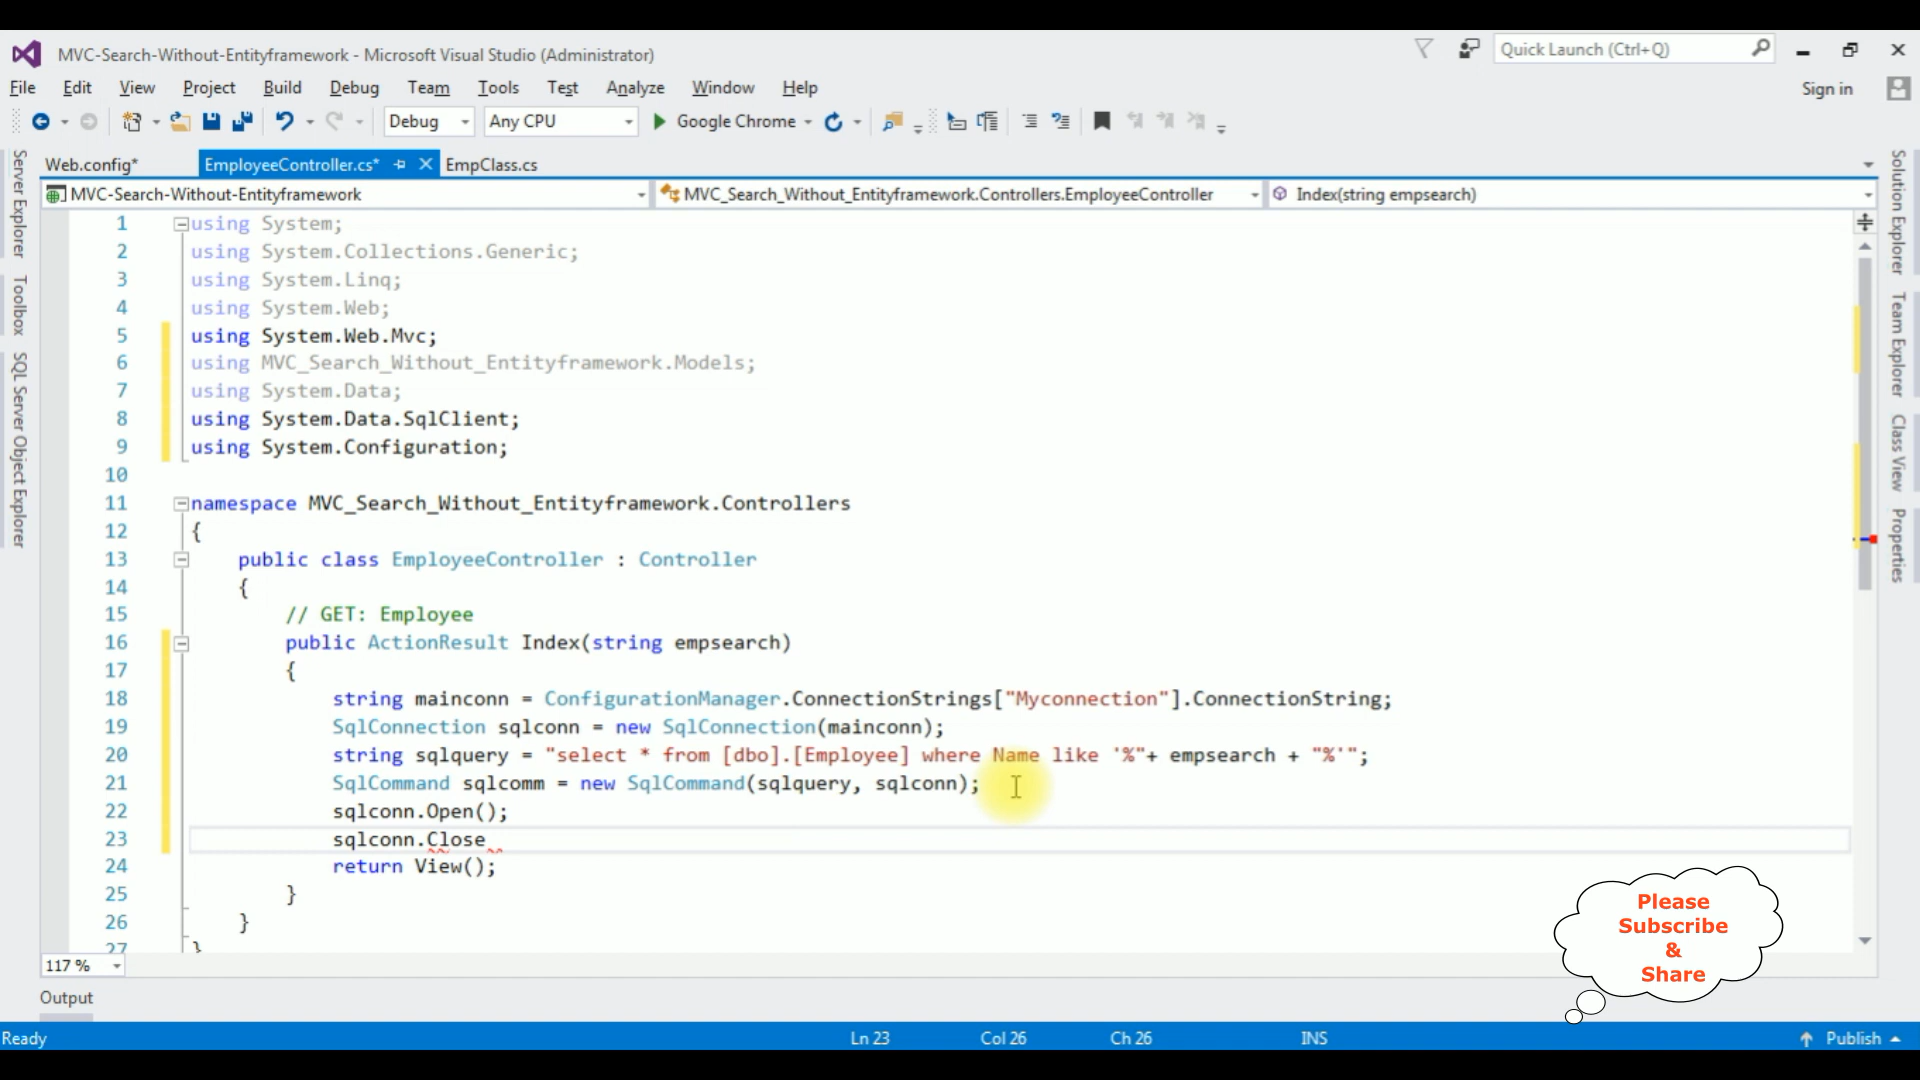 MVC-Search-Without-Entityframework - Microsoft Visual Studio (Administrator)
Quick Launch (Ctrl+Q)
File Edit View Project Build Debug Team Tools Test Analyze Window Help
Sign in
Debug Any CPU Google Chrome
Web.config* EmployeeController.cs* EmpClass.cs
MVC-Search-Without-Entityframework MVC_Search_Without_Entityframework.Controllers.EmployeeController Index(string empsearch)
Server Explorer
Toolbox
SQL Server Object Explorer
1 using System;
2 using System.Collections.Generic;
3 using System.Linq;
4 using System.Web;
5 using System.Web.Mvc;
6 using MVC_Search_Without_Entityframework.Models;
7 using System.Data;
8 using System.Data.SqlClient;
9 using System.Configuration;
10
11 namespace MVC_Search_Without_Entityframework.Controllers
12 {
13 public class EmployeeController : Controller
14 {
15 // GET: Employee
16 public ActionResult Index(string empsearch)
17 {
18 string mainconn = ConfigurationManager.ConnectionStrings["Myconnection"].ConnectionString;
19 SqlConnection sqlconn = new SqlConnection(mainconn);
20 string sqlquery = "select * from [dbo].[Employee] where Name like '%"+ empsearch + "%'";
21 SqlCommand sqlcomm = new SqlCommand(sqlquery, sqlconn);
22 sqlconn.Open();
23 sqlconn.Close
24 return View();
25 }
26 }
27 }
Solution Explorer
Team Explorer
Class View
Properties
Please
Subscribe
&
Share
117 %
Output
Ready Ln 23 Col 26 Ch 26 INS Publish